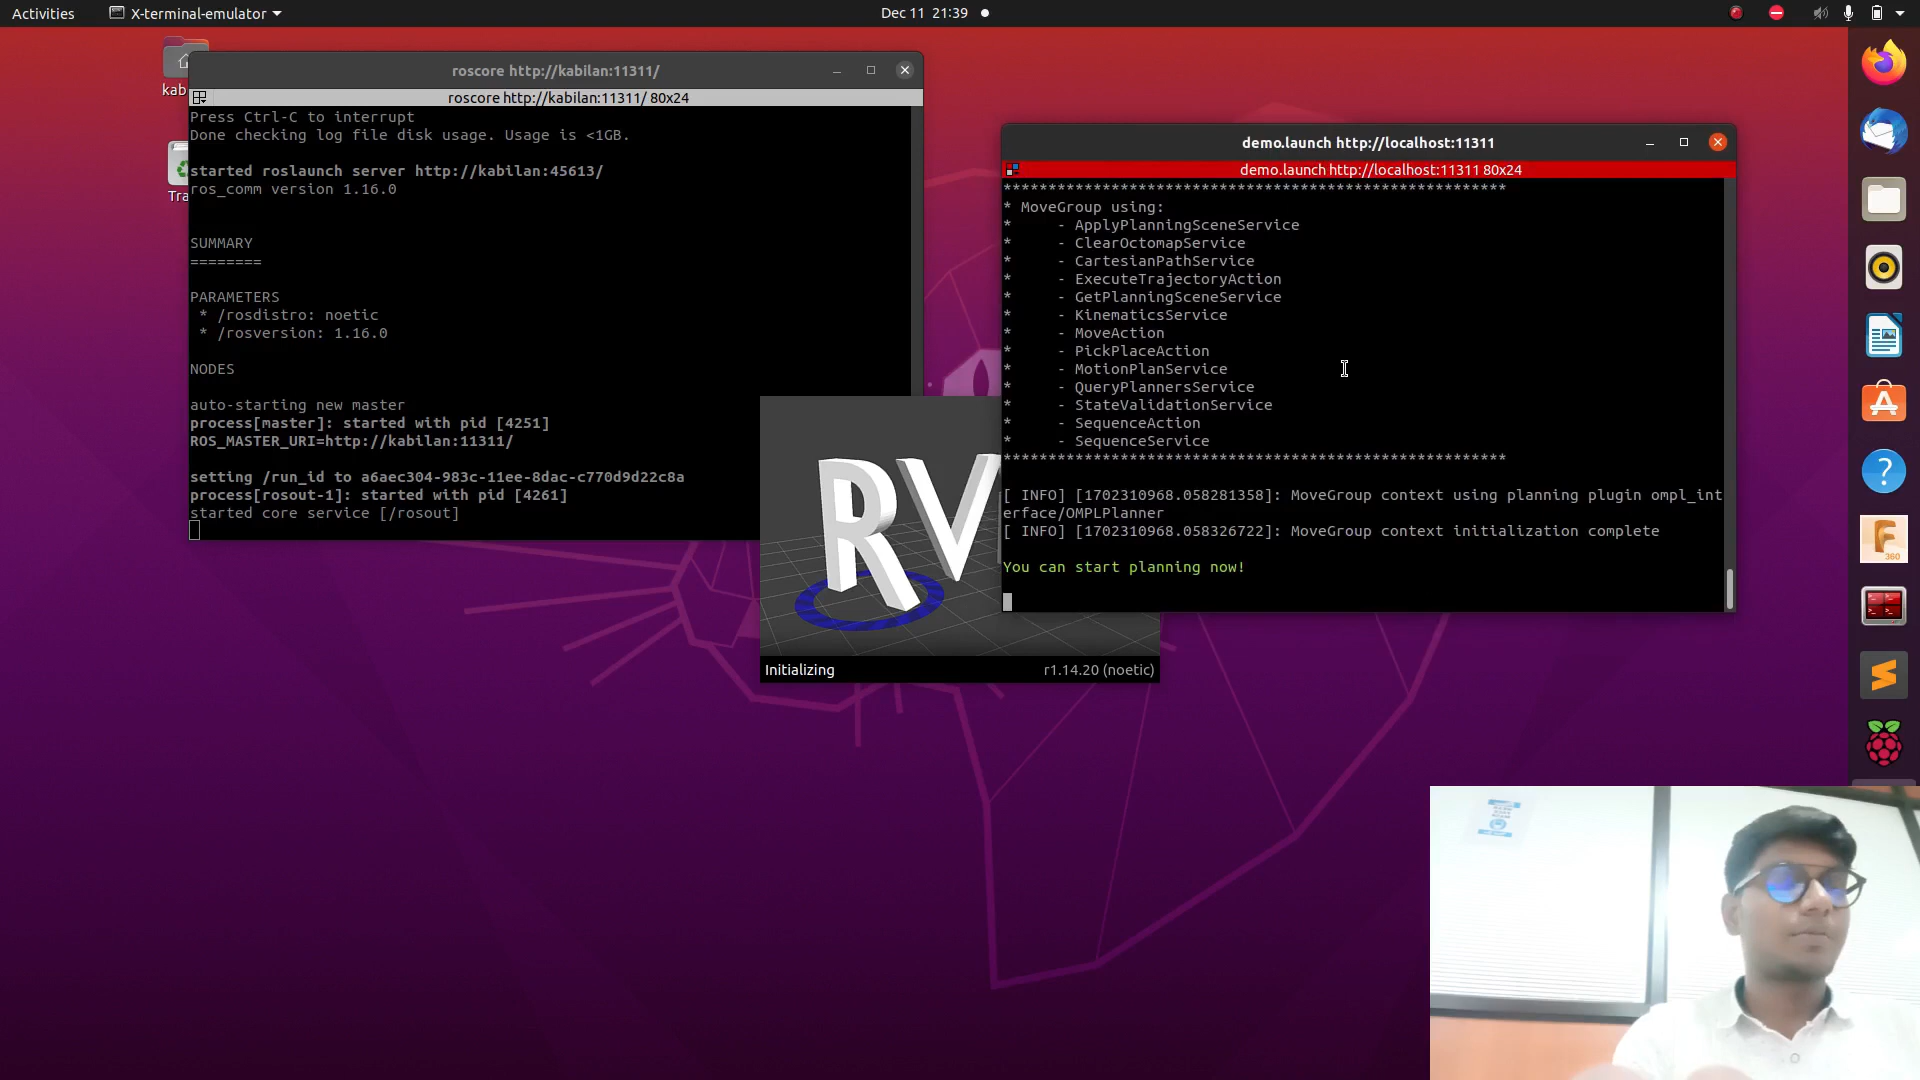 Activities
X-terminal-emulator
Dec 11 21:39
kab
Tra
roscore http://kabilan:11311/
roscore http://kabilan:11311/ 80x24
Press Ctrl-C to interrupt
Done checking log file disk usage. Usage is <1GB.
started roslaunch server http://kabilan:45613/
ros_comm version 1.16.0
SUMMARY
========
PARAMETERS
* /rosdistro: noetic
* /rosversion: 1.16.0
NODES
auto-starting new master
process[master]: started with pid [4251]
ROS_MASTER_URI=http://kabilan:11311/
setting /run_id to a6aec304-983c-11ee-8dac-c770d9d22c8a
process[rosout-1]: started with pid [4261]
started core service [/rosout]
RV
Initializing
r1.14.20 (noetic)
demo.launch http://localhost:11311
demo.launch http://localhost:11311 80x24
********************************************************
* MoveGroup using:
*     - ApplyPlanningSceneService
*     - ClearOctomapService
*     - CartesianPathService
*     - ExecuteTrajectoryAction
*     - GetPlanningSceneService
*     - KinematicsService
*     - MoveAction
*     - PickPlaceAction
*     - MotionPlanService
*     - QueryPlannersService
*     - StateValidationService
*     - SequenceAction
*     - SequenceService
********************************************************
[ INFO] [1702310968.058281358]: MoveGroup context using planning plugin ompl_int
erface/OMPLPlanner
[ INFO] [1702310968.058326722]: MoveGroup context initialization complete
You can start planning now!
F
360